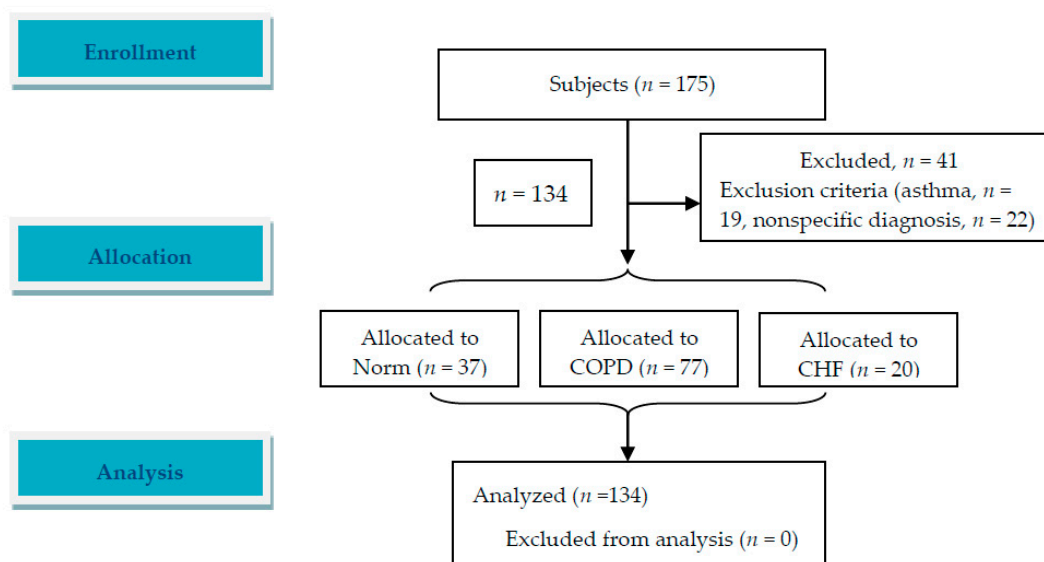 Enrollment
Subjects (n = 175)
n = 134
Excluded, n = 41
Exclusion criteria (asthma, n =
19, nonspecific diagnosis, n = 22)
Allocation
Allocated to
Norm (n = 37)
Allocated to
COPD (n = 77)
Allocated to
CHF (n = 20)
Analysis
Analyzed (n =134)
Excluded from analysis (n = 0)